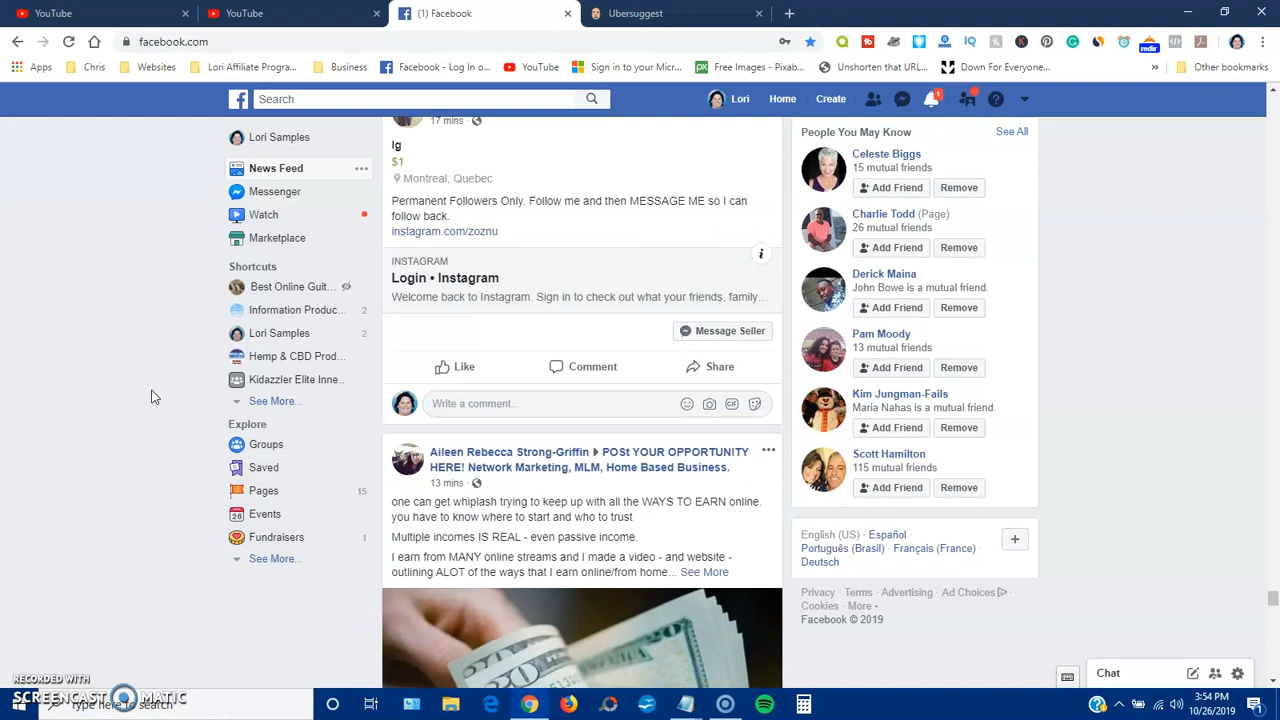 YouTube
YouTube
(1) Facebook
Ubersuggest
facebook.com
redir
Apps
Chris
Websites
Lori Affiliate Progra...
Business
Facebook - Log In o...
YouTube
Sign in to your Micr...
Free Images - Pixab...
Unshorten that URL...
Down For Everyone...
Other bookmarks
Search
Lori
Home
Create
1
Lori Samples
News Feed
Messenger
Watch
Marketplace
Shortcuts
Best Online Guit...
Information Produc... 2
Lori Samples 2
Hemp & CBD Prod...
Kidazzler Elite Inne...
See More...
Explore
Groups
Saved
Pages 15
Events
Fundraisers 1
See More...
17 mins
Ig
$1
Montreal, Quebec
Permanent Followers Only. Follow me and then MESSAGE ME so I can
follow back.
instagram.com/zoznu
INSTAGRAM
Login • Instagram
Welcome back to Instagram. Sign in to check out what your friends, family...
Message Seller
Like
Comment
Share
Write a comment...
Aileen Rebecca Strong-Griffin ▸ POSt YOUR OPPORTUNITY
HERE! Network Marketing, MLM, Home Based Business.
13 mins
one can get whiplash trying to keep up with all the WAYS TO EARN online.
you have to know where to start and who to trust
Multiple incomes IS REAL - even passive income.
I earn from MANY online streams and I made a video - and website -
outlining ALOT of the ways that I earn online/from home... See More
People You May Know
See All
Celeste Biggs
15 mutual friends
Add Friend
Remove
Charlie Todd (Page)
26 mutual friends
Add Friend
Remove
Derick Maina
John Bowe is a mutual friend.
Add Friend
Remove
Pam Moody
13 mutual friends
Add Friend
Remove
Kim Jungman-Fails
Maria Nahas is a mutual friend.
Add Friend
Remove
Scott Hamilton
115 mutual friends
Add Friend
Remove
English (US) · Español ·
Português (Brasil) · Français (France) ·
Deutsch
Privacy · Terms · Advertising · Ad Choices ·
Cookies · More
Facebook © 2019
Chat
RECORDED WITH
SCREENCAST MATIC
Type here to search
3:54 PM
10/26/2019